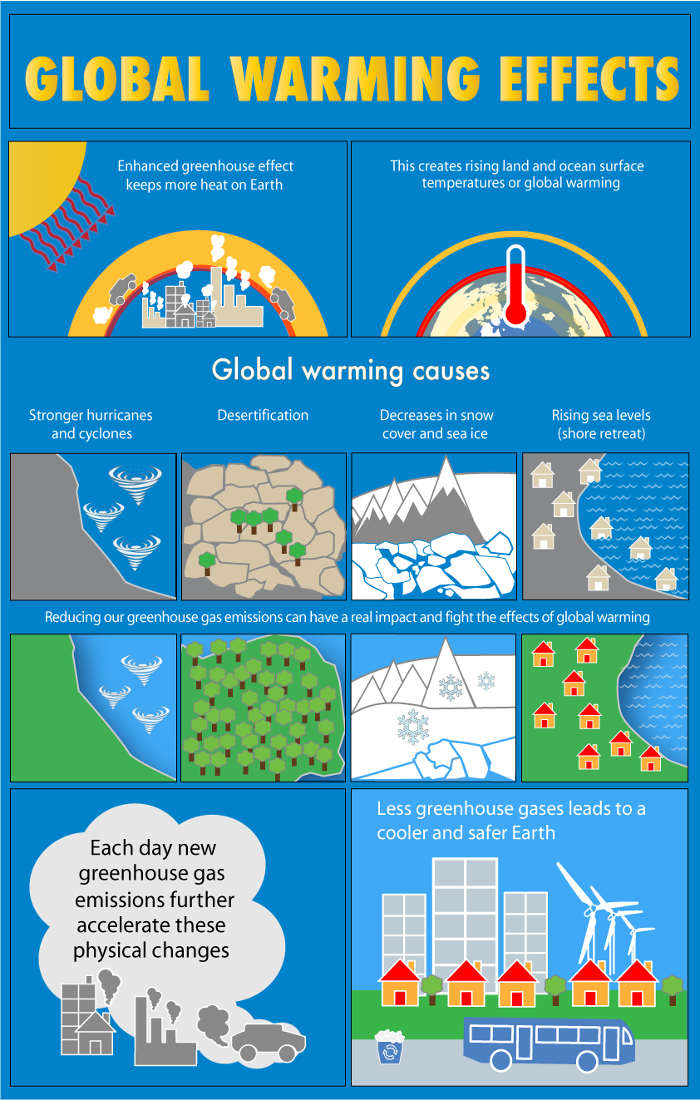 GLOBAL WARMING EFFECTS
Enhanced greenhouse effect
keeps more heat on Earth
This creates rising land and ocean surface
temperatures or global warming
Global warming causes
Stronger hurricanes
and cyclones
Desertification
Decreases in snow
cover and sea ice
Rising sea levels
(shore retreat)
Reducing our greenhouse gas emissions can have a real impact and fight the effects of global warming
Each day new
greenhouse gas
emissions further
accelerate these
physical changes
Less greenhouse gases leads to a
cooler and safer Earth